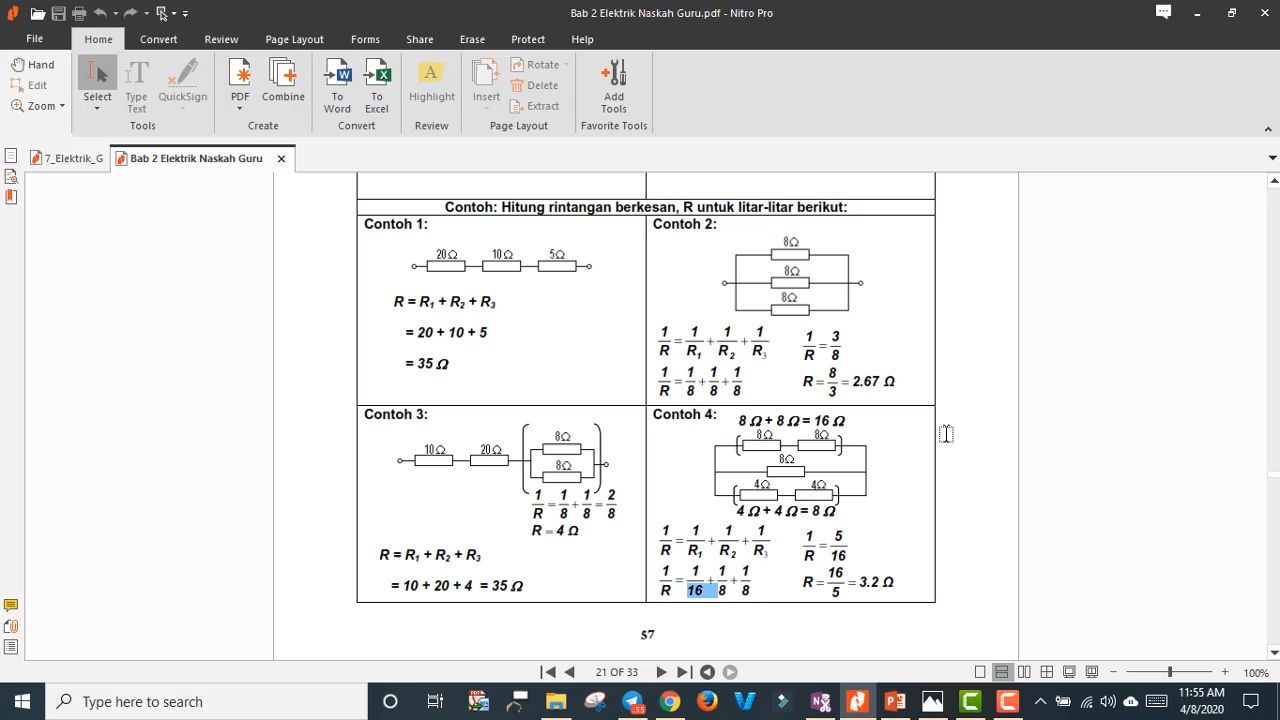 Bab 2 Elektrik Naskah Guru.pdf - Nitro Pro
File Home Convert Review Page Layout Forms Share Erase Protect Help
Hand
Edit
Zoom
Select
Type Text
QuickSign
Tools
PDF
Combine
Create
To Word
To Excel
Convert
Highlight
Review
Insert
Rotate
Delete
Extract
Page Layout
Add Tools
Favorite Tools
7_Elektrik_G
Bab 2 Elektrik Naskah Guru
Contoh: Hitung rintangan berkesan, R untuk litar-litar berikut:
Contoh 1:
20Ω 10Ω 5Ω
R = R₁ + R₂ + R₃
= 20 + 10 + 5
= 35 Ω
Contoh 2:
8Ω
8Ω
8Ω
1/R = 1/R₁ + 1/R₂ + 1/R₃
1/R = 1/8 + 1/8 + 1/8
1/R = 3/8
R = 8/3 = 2.67 Ω
Contoh 3:
10Ω 20Ω
8Ω
8Ω
1/R = 1/8 + 1/8 = 2/8
R = 4 Ω
R = R₁ + R₂ + R₃
= 10 + 20 + 4 = 35 Ω
Contoh 4:
8 Ω + 8 Ω = 16 Ω
8Ω 8Ω
8Ω
4Ω 4Ω
4 Ω + 4 Ω = 8 Ω
1/R = 1/R₁ + 1/R₂ + 1/R₃
1/R = 1/16 + 1/8 + 1/8
1/R = 5/16
R = 16/5 = 3.2 Ω
57
21 OF 33
100%
Type here to search
55
11:55 AM
4/8/2020